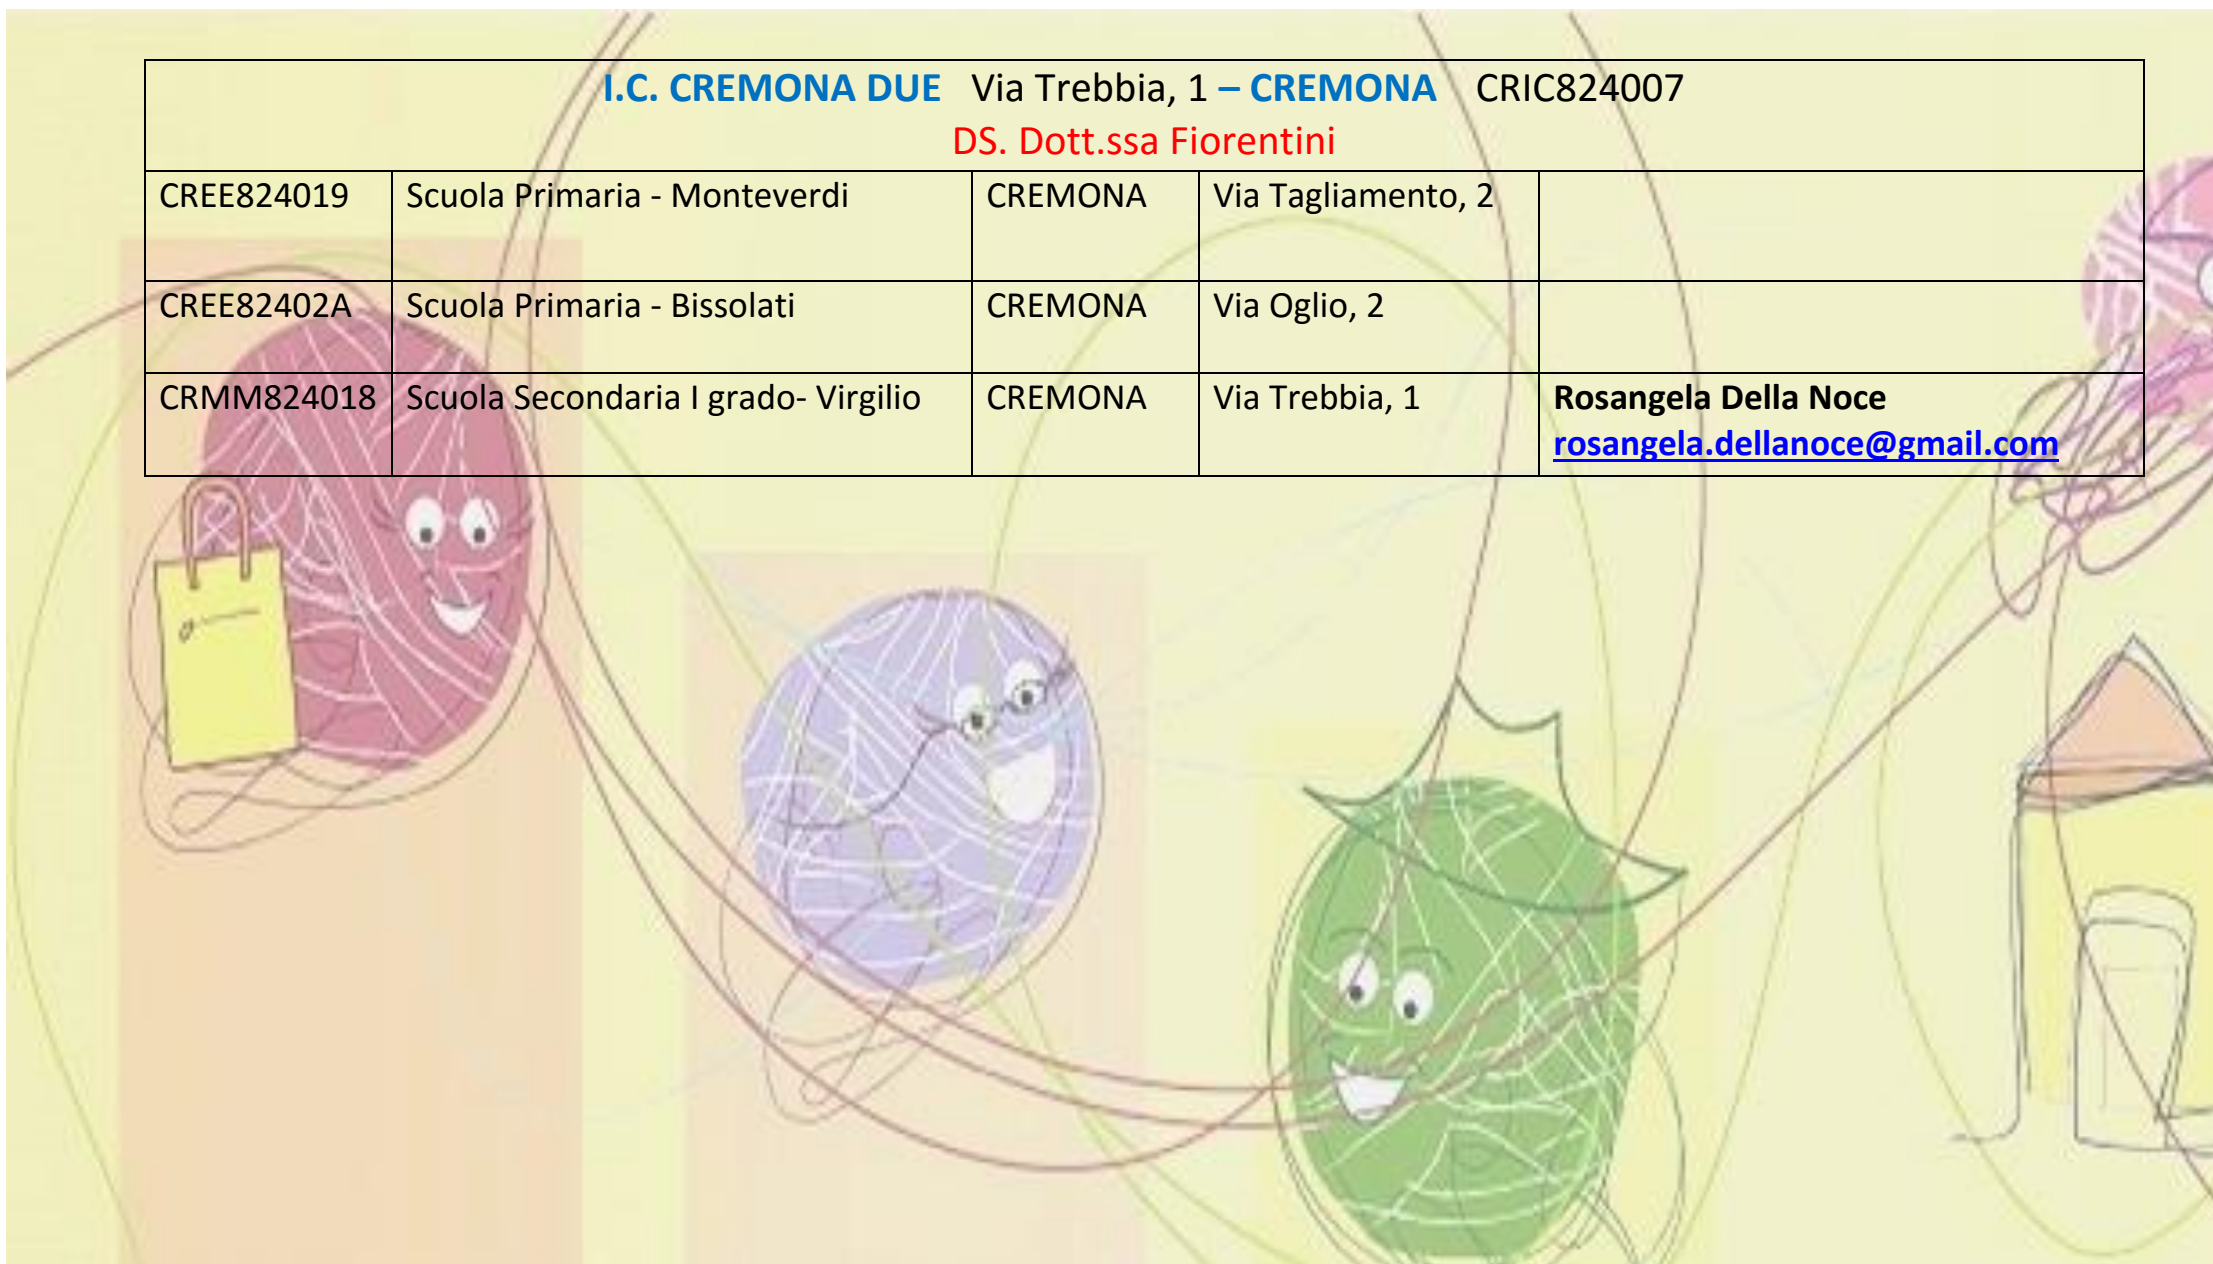 I.C. CREMONA DUE Via Trebbia, 1 – CREMONA CRIC824007
DS. Dott.ssa Fiorentini
CREE824019 Scuola Primaria - Monteverdi CREMONA Via Tagliamento, 2
CREE82402A Scuola Primaria - Bissolati CREMONA Via Oglio, 2
CRMM824018 Scuola Secondaria I grado- Virgilio CREMONA Via Trebbia, 1 Rosangela Della Noce
rosangela.dellanoce@gmail.com